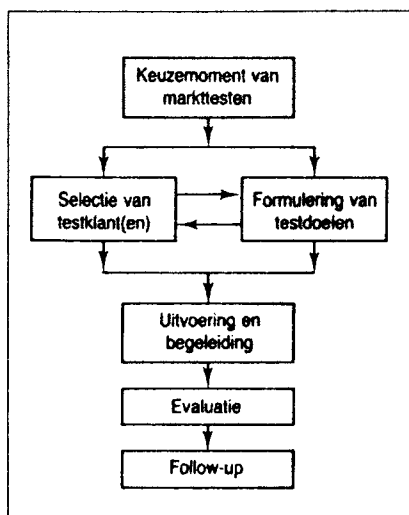 Keuzemoment van
markttesten
Selectie van
testklant(en)
Formulering van
testdoelen
Uitvoering en
begeleiding
Evaluatie
Follow-up